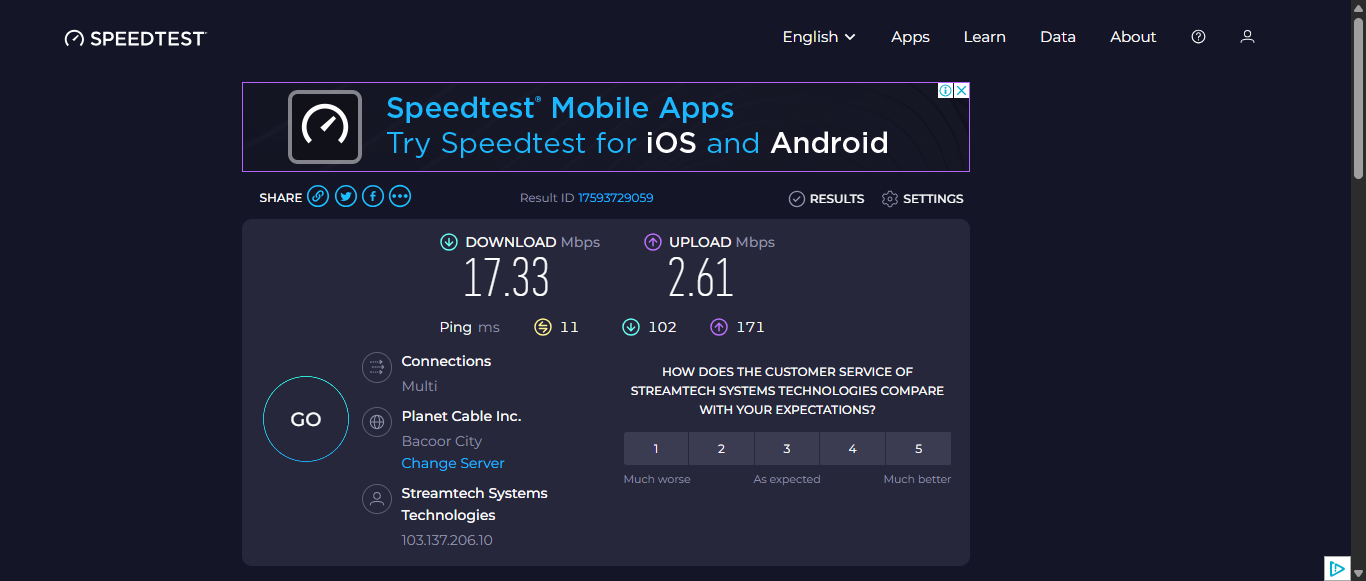 SPEEDTEST
English Apps Learn Data About
Speedtest® Mobile Apps
Try Speedtest for iOS and Android
SHARE Result ID 17593729059 RESULTS SETTINGS
DOWNLOAD Mbps UPLOAD Mbps
17.33 2.61
Ping ms 11 102 171
GO
Connections
Multi
Planet Cable Inc.
Bacoor City
Change Server
Streamtech Systems
Technologies
103.137.206.10
HOW DOES THE CUSTOMER SERVICE OF
STREAMTECH SYSTEMS TECHNOLOGIES COMPARE
WITH YOUR EXPECTATIONS?
1 2 3 4 5
Much worse As expected Much better